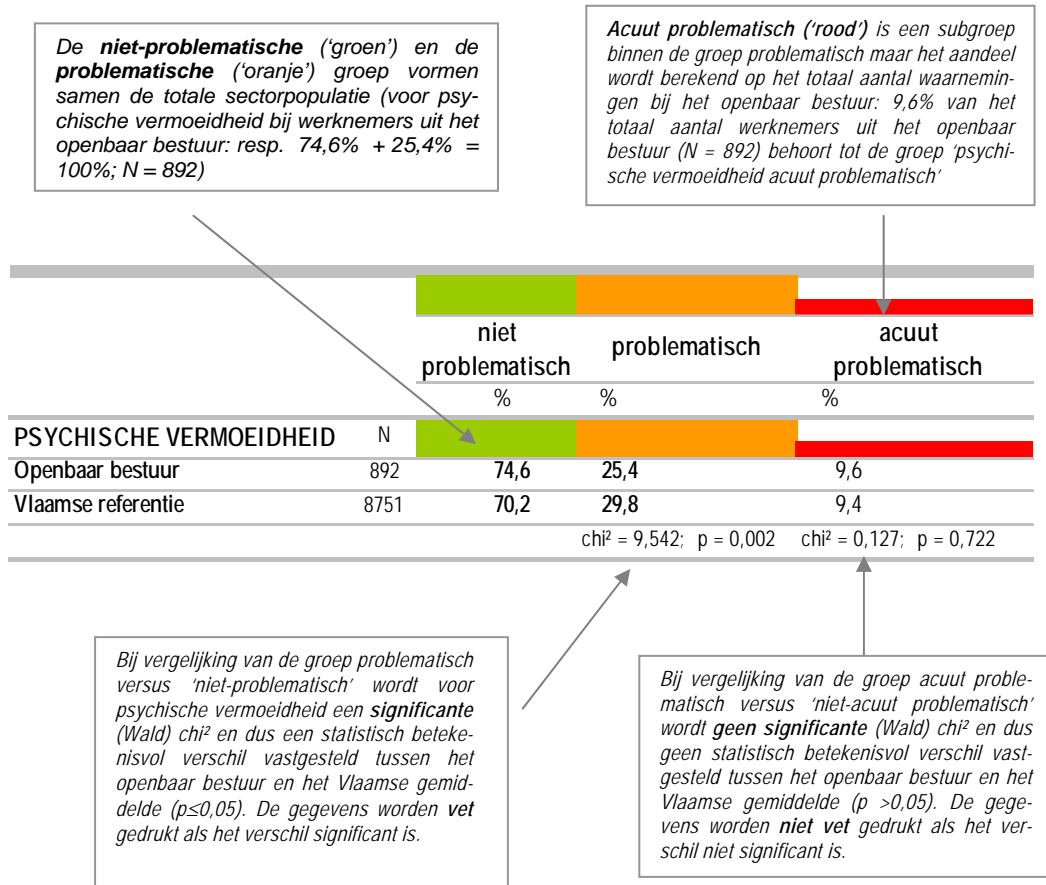 De niet-problematische (‘groen’) en de
problematische (‘oranje’) groep vormen
samen de totale sectorpopulatie (voor psy-
chische vermoeidheid bij werknemers uit het
openbaar bestuur: resp. 74,6% + 25,4% =
100%; N = 892)
Acuut problematisch (‘rood’) is een subgroep
binnen de groep problematisch maar het aandeel
wordt berekend op het totaal aantal waarnemin-
gen bij het openbaar bestuur: 9,6% van het
totaal aantal werknemers uit het openbaar
bestuur (N = 892) behoort tot de groep ‘psychi-
sche vermoeidheid acuut problematisch’
niet problematisch problematisch acuut problematisch
% % %
PSYCHISCHE VERMOEIDHEID N
Openbaar bestuur 892 74,6 25,4 9,6
Vlaamse referentie 8751 70,2 29,8 9,4
chi² = 9,542; p = 0,002 chi² = 0,127; p = 0,722
Bij vergelijking van de groep problematisch
versus ‘niet-problematisch’ wordt voor
psychische vermoeidheid een significante
(Wald) chi² en dus een statistisch beteke-
nisvol verschil vastgesteld tussen het
openbaar bestuur en het Vlaamse gemid-
delde (p≤0,05). De gegevens worden vet
gedrukt als het verschil significant is.
Bij vergelijking van de groep acuut proble-
matisch versus ‘niet-acuut problematisch’
wordt geen significante (Wald) chi² en dus
geen statistisch betekenisvol verschil vast-
gesteld tussen het openbaar bestuur en het
Vlaamse gemiddelde (p >0,05). De gege-
vens worden niet vet gedrukt als het ver-
schil niet significant is.